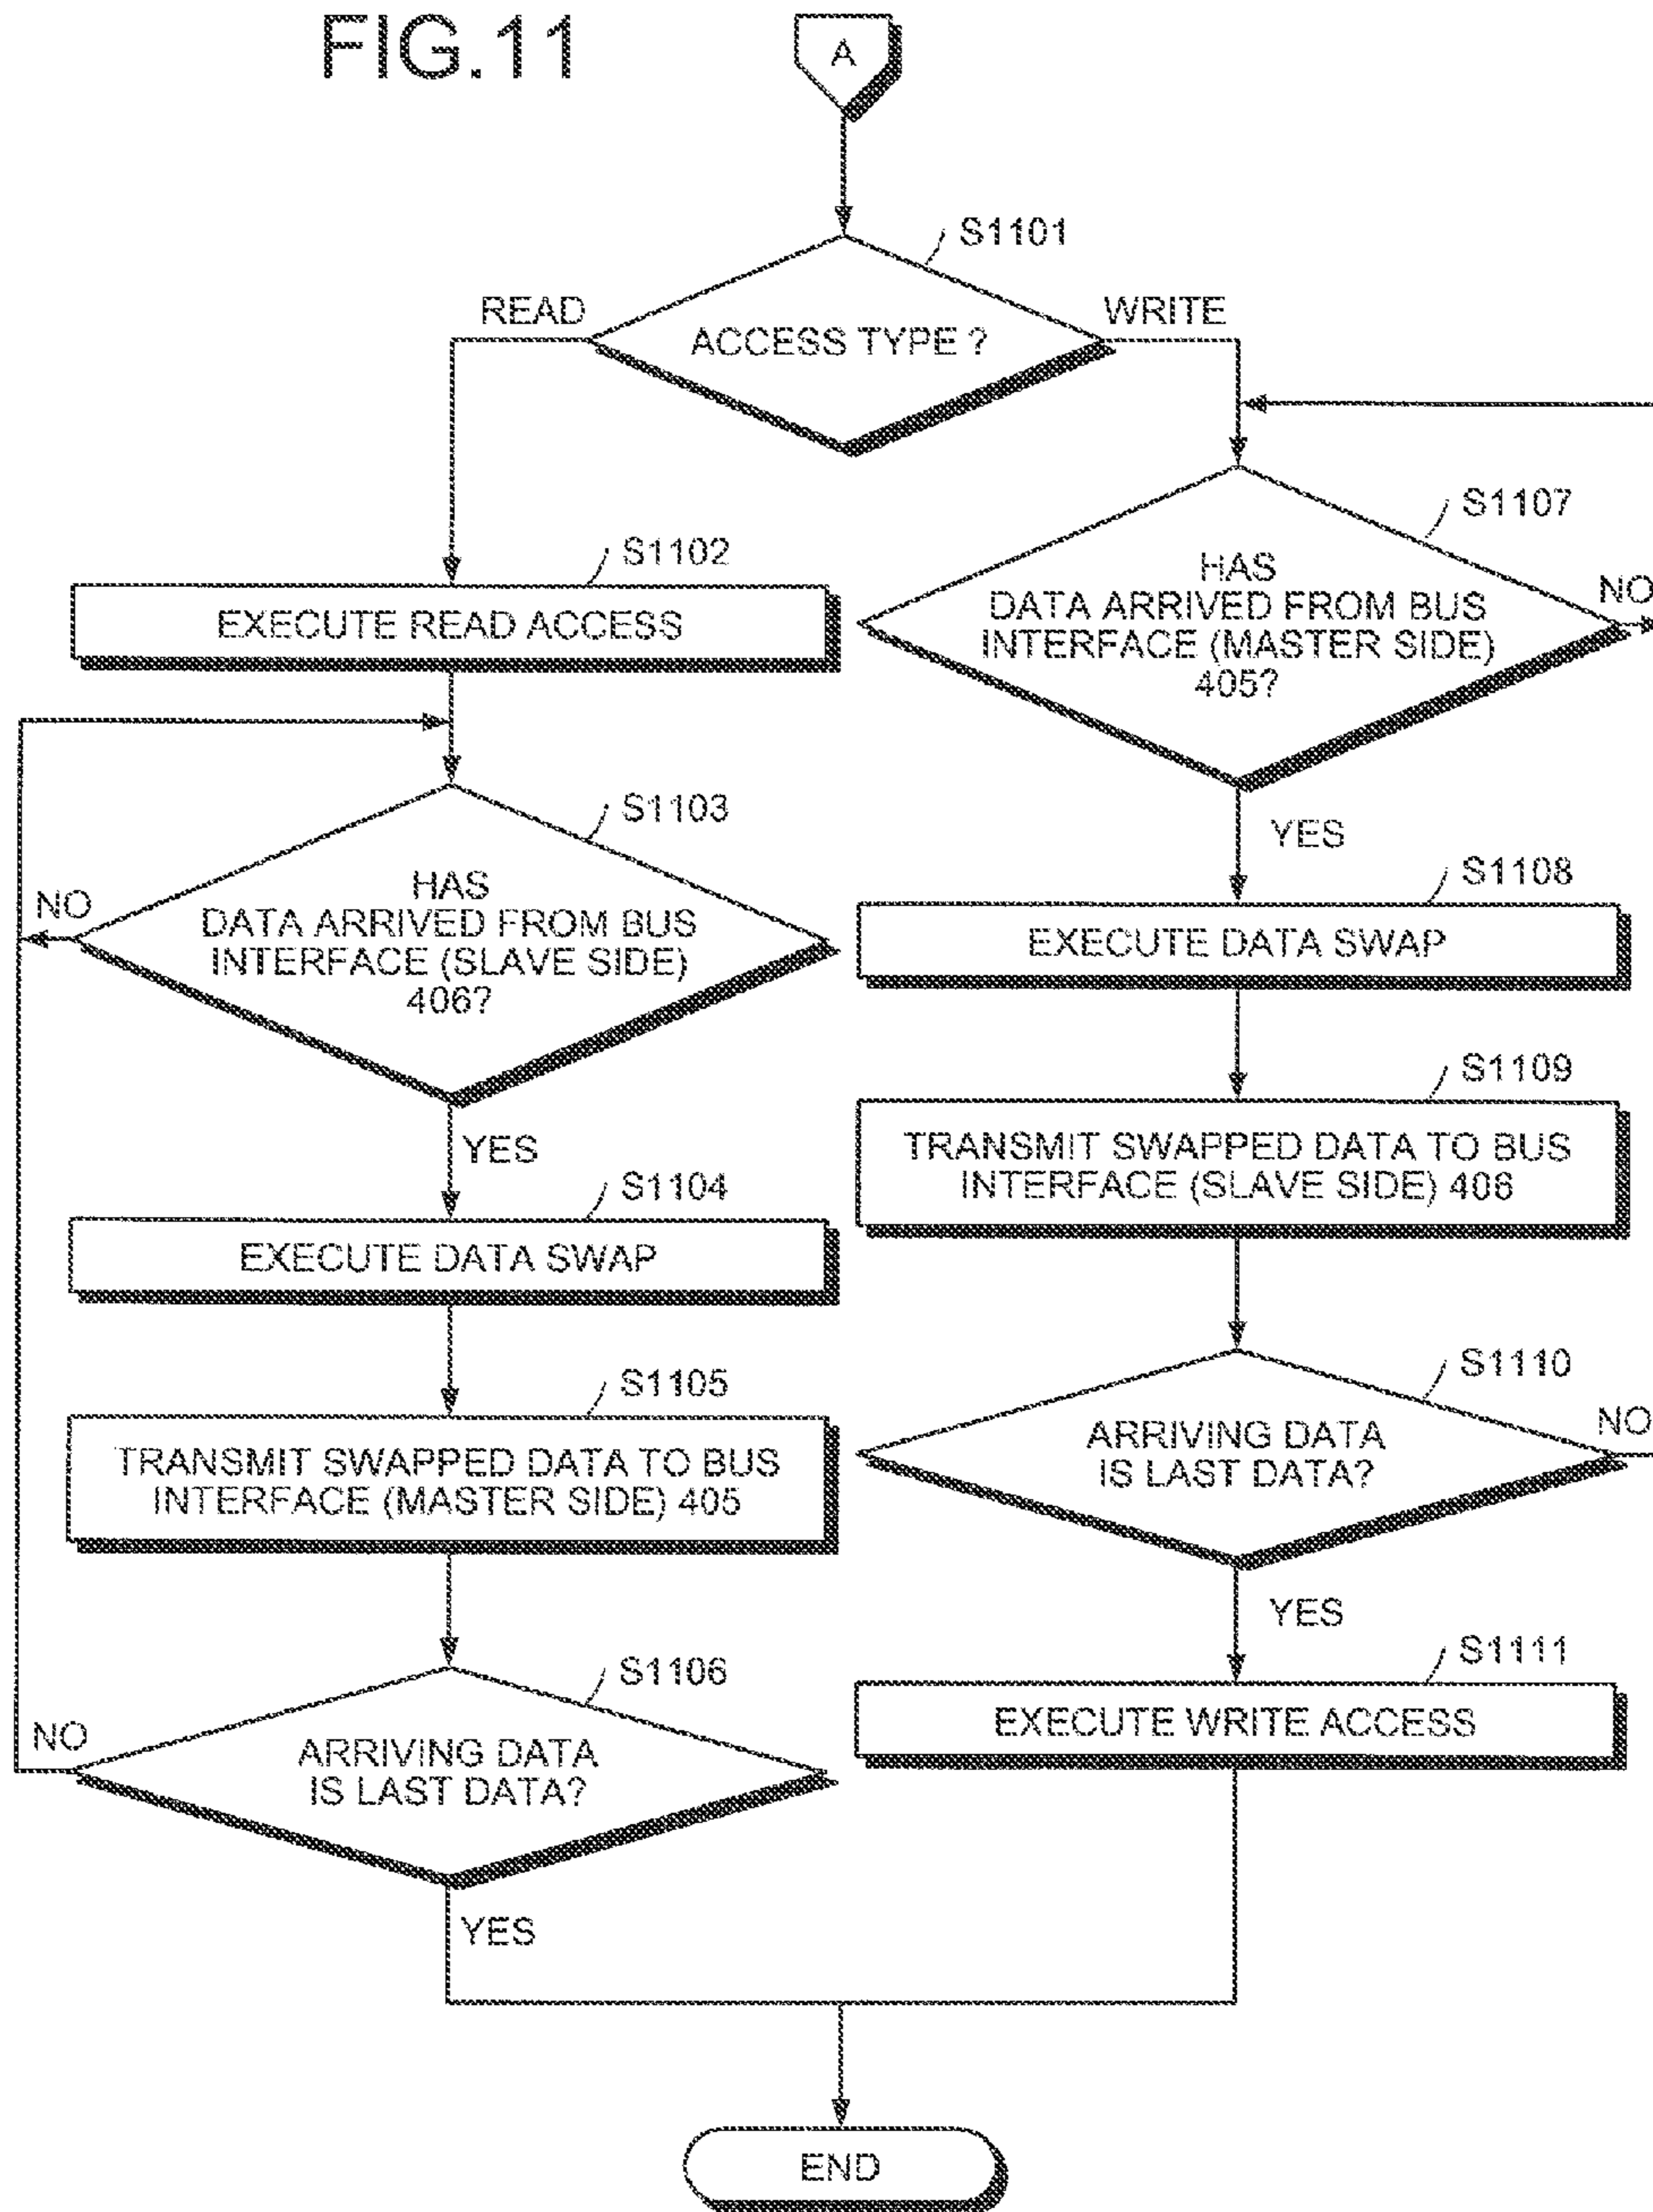 FIG.11
A
S1101
ACCESS TYPE ?
READ
WRITE
S1102
EXECUTE READ ACCESS
S1103
HAS
DATA ARRIVED FROM BUS
INTERFACE (SLAVE SIDE)
406?
NO
YES
S1104
EXECUTE DATA SWAP
S1105
TRANSMIT SWAPPED DATA TO BUS
INTERFACE (MASTER SIDE) 405
S1106
ARRIVING DATA
IS LAST DATA?
NO
YES
S1107
HAS
DATA ARRIVED FROM BUS
INTERFACE (MASTER SIDE)
405?
NO
YES
S1108
EXECUTE DATA SWAP
S1109
TRANSMIT SWAPPED DATA TO BUS
INTERFACE (SLAVE SIDE) 406
S1110
ARRIVING DATA
IS LAST DATA?
NO
YES
S1111
EXECUTE WRITE ACCESS
END